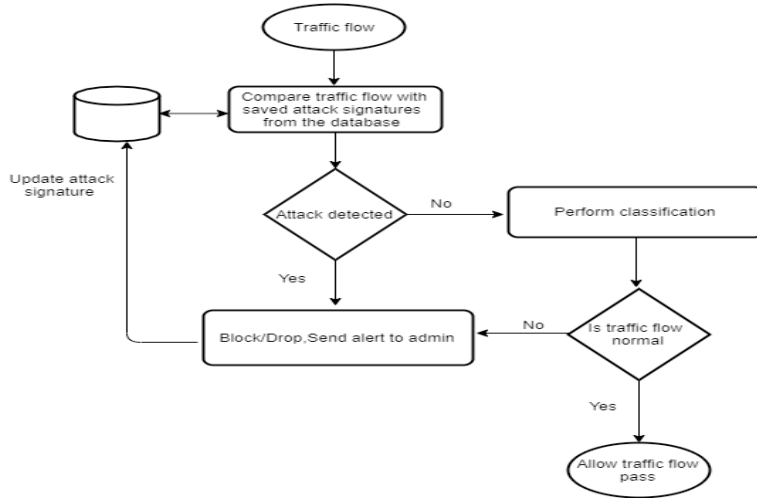 Traffic flow
Compare traffic flow with
saved attack signatures
from the database
Update attack
signature
Attack detected
No
Perform classification
Yes
Block/Drop,Send alert to admin
No
Is traffic flow
normal
Yes
Allow traffic flow
pass